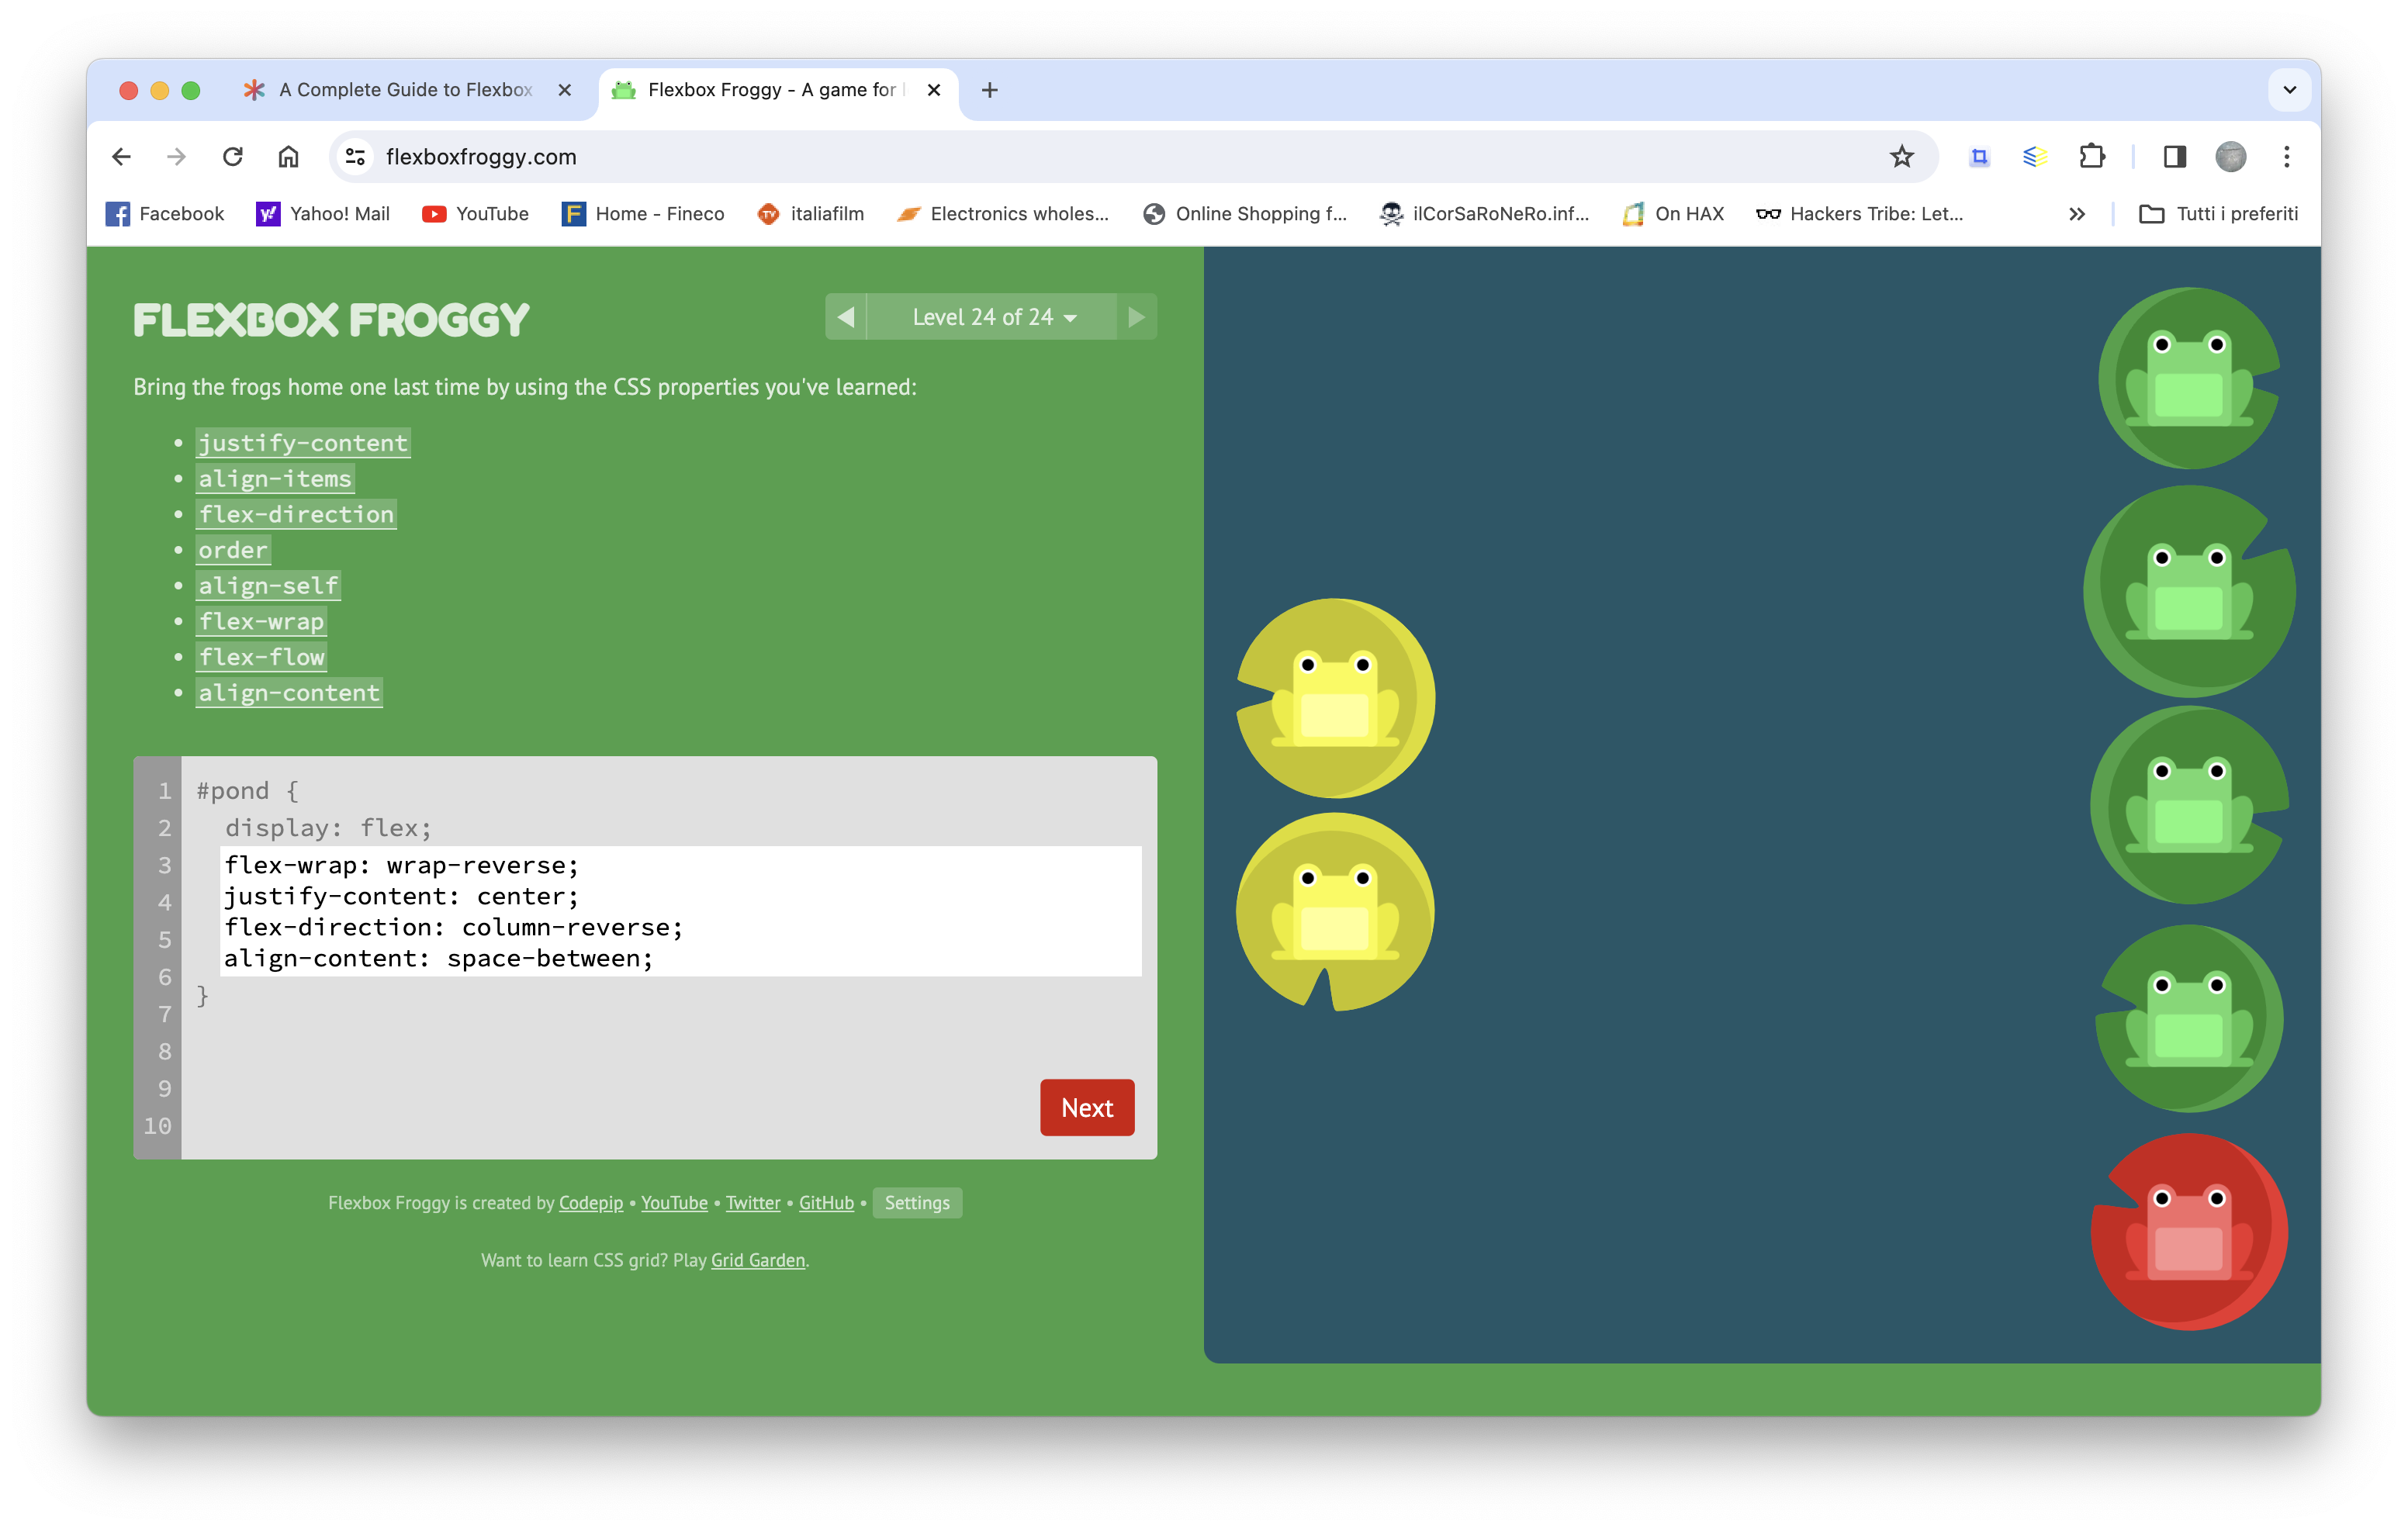 A Complete Guide to Flexbox
Flexbox Froggy - A game for
flexboxfroggy.com
Facebook
Yahoo! Mail
YouTube
Home - Fineco
italiafilm
Electronics wholes...
Online Shopping f...
ilCorSaRoNeRo.inf...
On HAX
Hackers Tribe: Let...
Tutti i preferiti
FLEXBOX FROGGY
Level 24 of 24
Bring the frogs home one last time by using the CSS properties you've learned:
• justify-content
• align-items
• flex-direction
• order
• align-self
• flex-wrap
• flex-flow
• align-content
1 #pond {
2 display: flex;
3 flex-wrap: wrap-reverse;
4 justify-content: center;
5 flex-direction: column-reverse;
6 align-content: space-between;
7 }
8
9
10
Next
Flexbox Froggy is created by Codepip • YouTube • Twitter • GitHub • Settings
Want to learn CSS grid? Play Grid Garden.